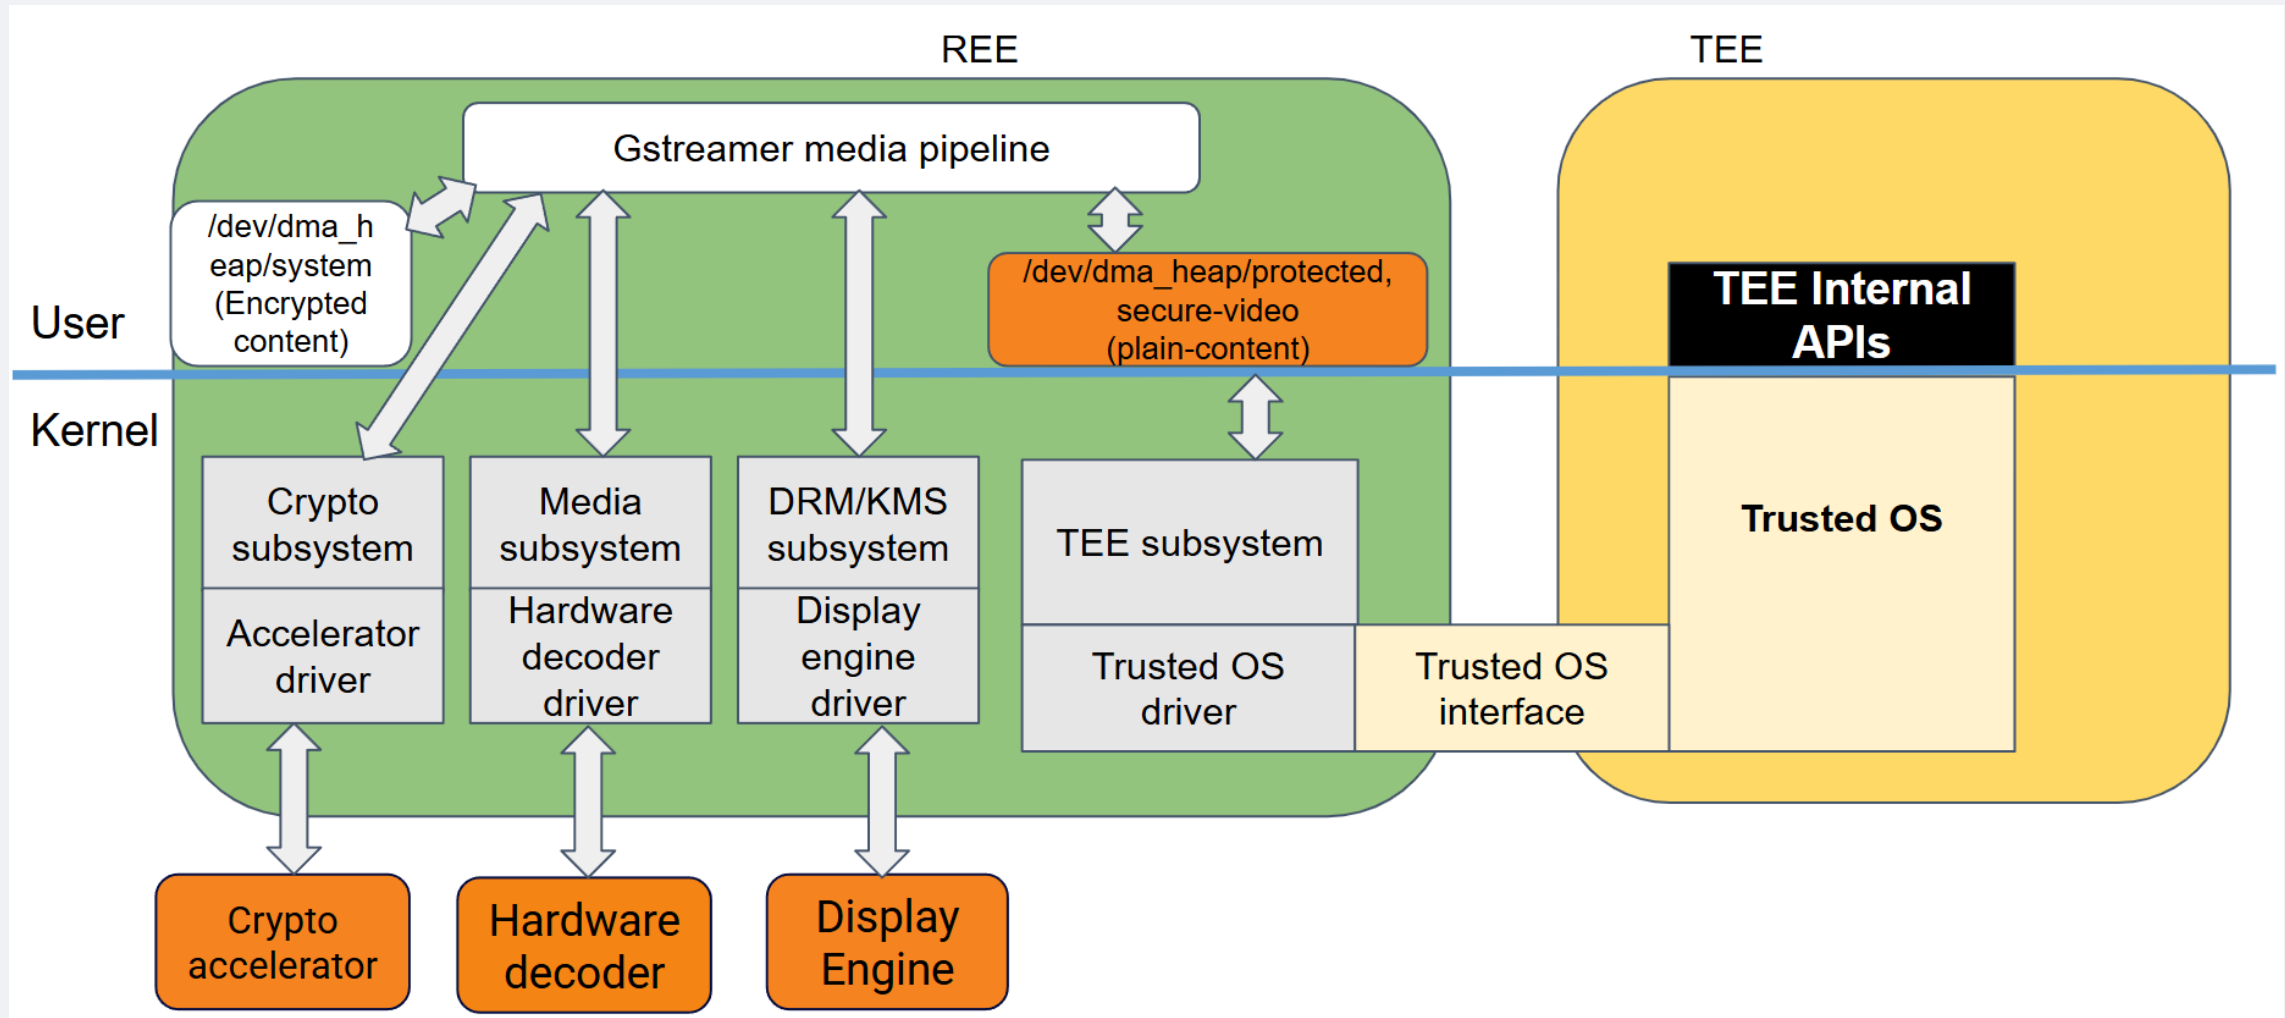 REE
TEE
Gstreamer media pipeline
/dev/dma_h
eap/system
(Encrypted
content)
/dev/dma_heap/protected,
secure-video
(plain-content)
TEE Internal
APIs
User
Kernel
Crypto
subsystem
Media
subsystem
DRM/KMS
subsystem
TEE subsystem
Trusted OS
Accelerator
driver
Hardware
decoder
driver
Display
engine
driver
Trusted OS
driver
Trusted OS
interface
Crypto
accelerator
Hardware
decoder
Display
Engine